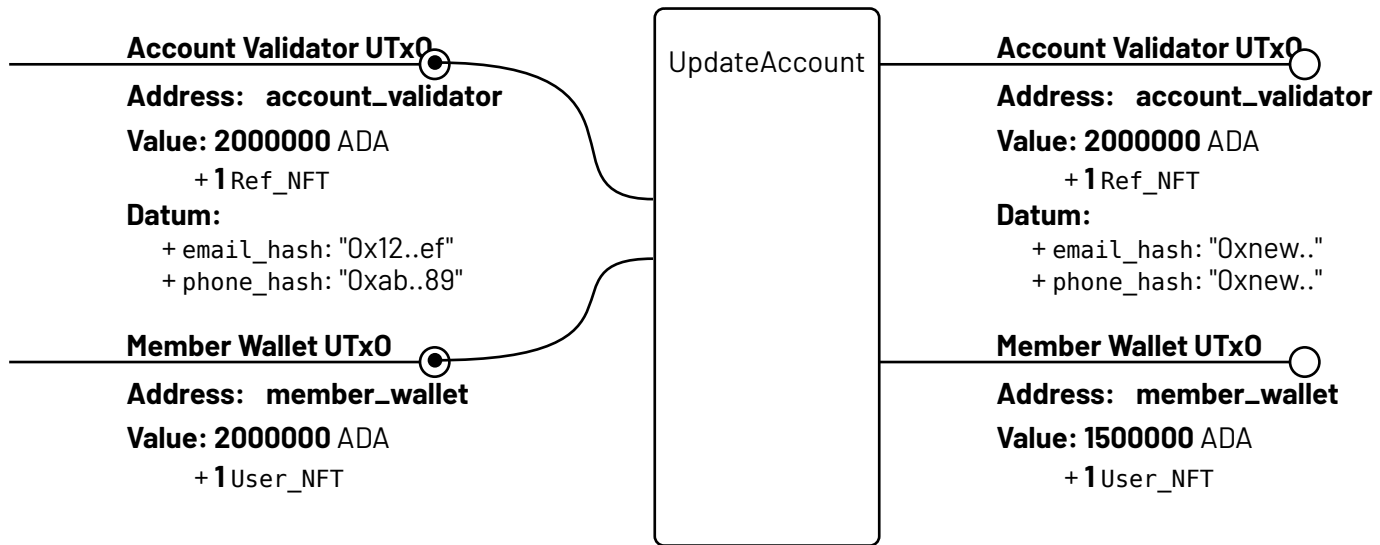 Account Validator UTxO
Address: account_validator
Value: 2000000 ADA
+ 1 Ref_NFT
Datum:
+ email_hash: "0x12..ef"
+ phone_hash: "0xab..89"
Member Wallet UTxO
Address: member_wallet
Value: 2000000 ADA
+ 1 User_NFT
UpdateAccount
Account Validator UTxO
Address: account_validator
Value: 2000000 ADA
+ 1 Ref_NFT
Datum:
+ email_hash: "0xnew.."
+ phone_hash: "0xnew.."
Member Wallet UTxO
Address: member_wallet
Value: 1500000 ADA
+ 1 User_NFT